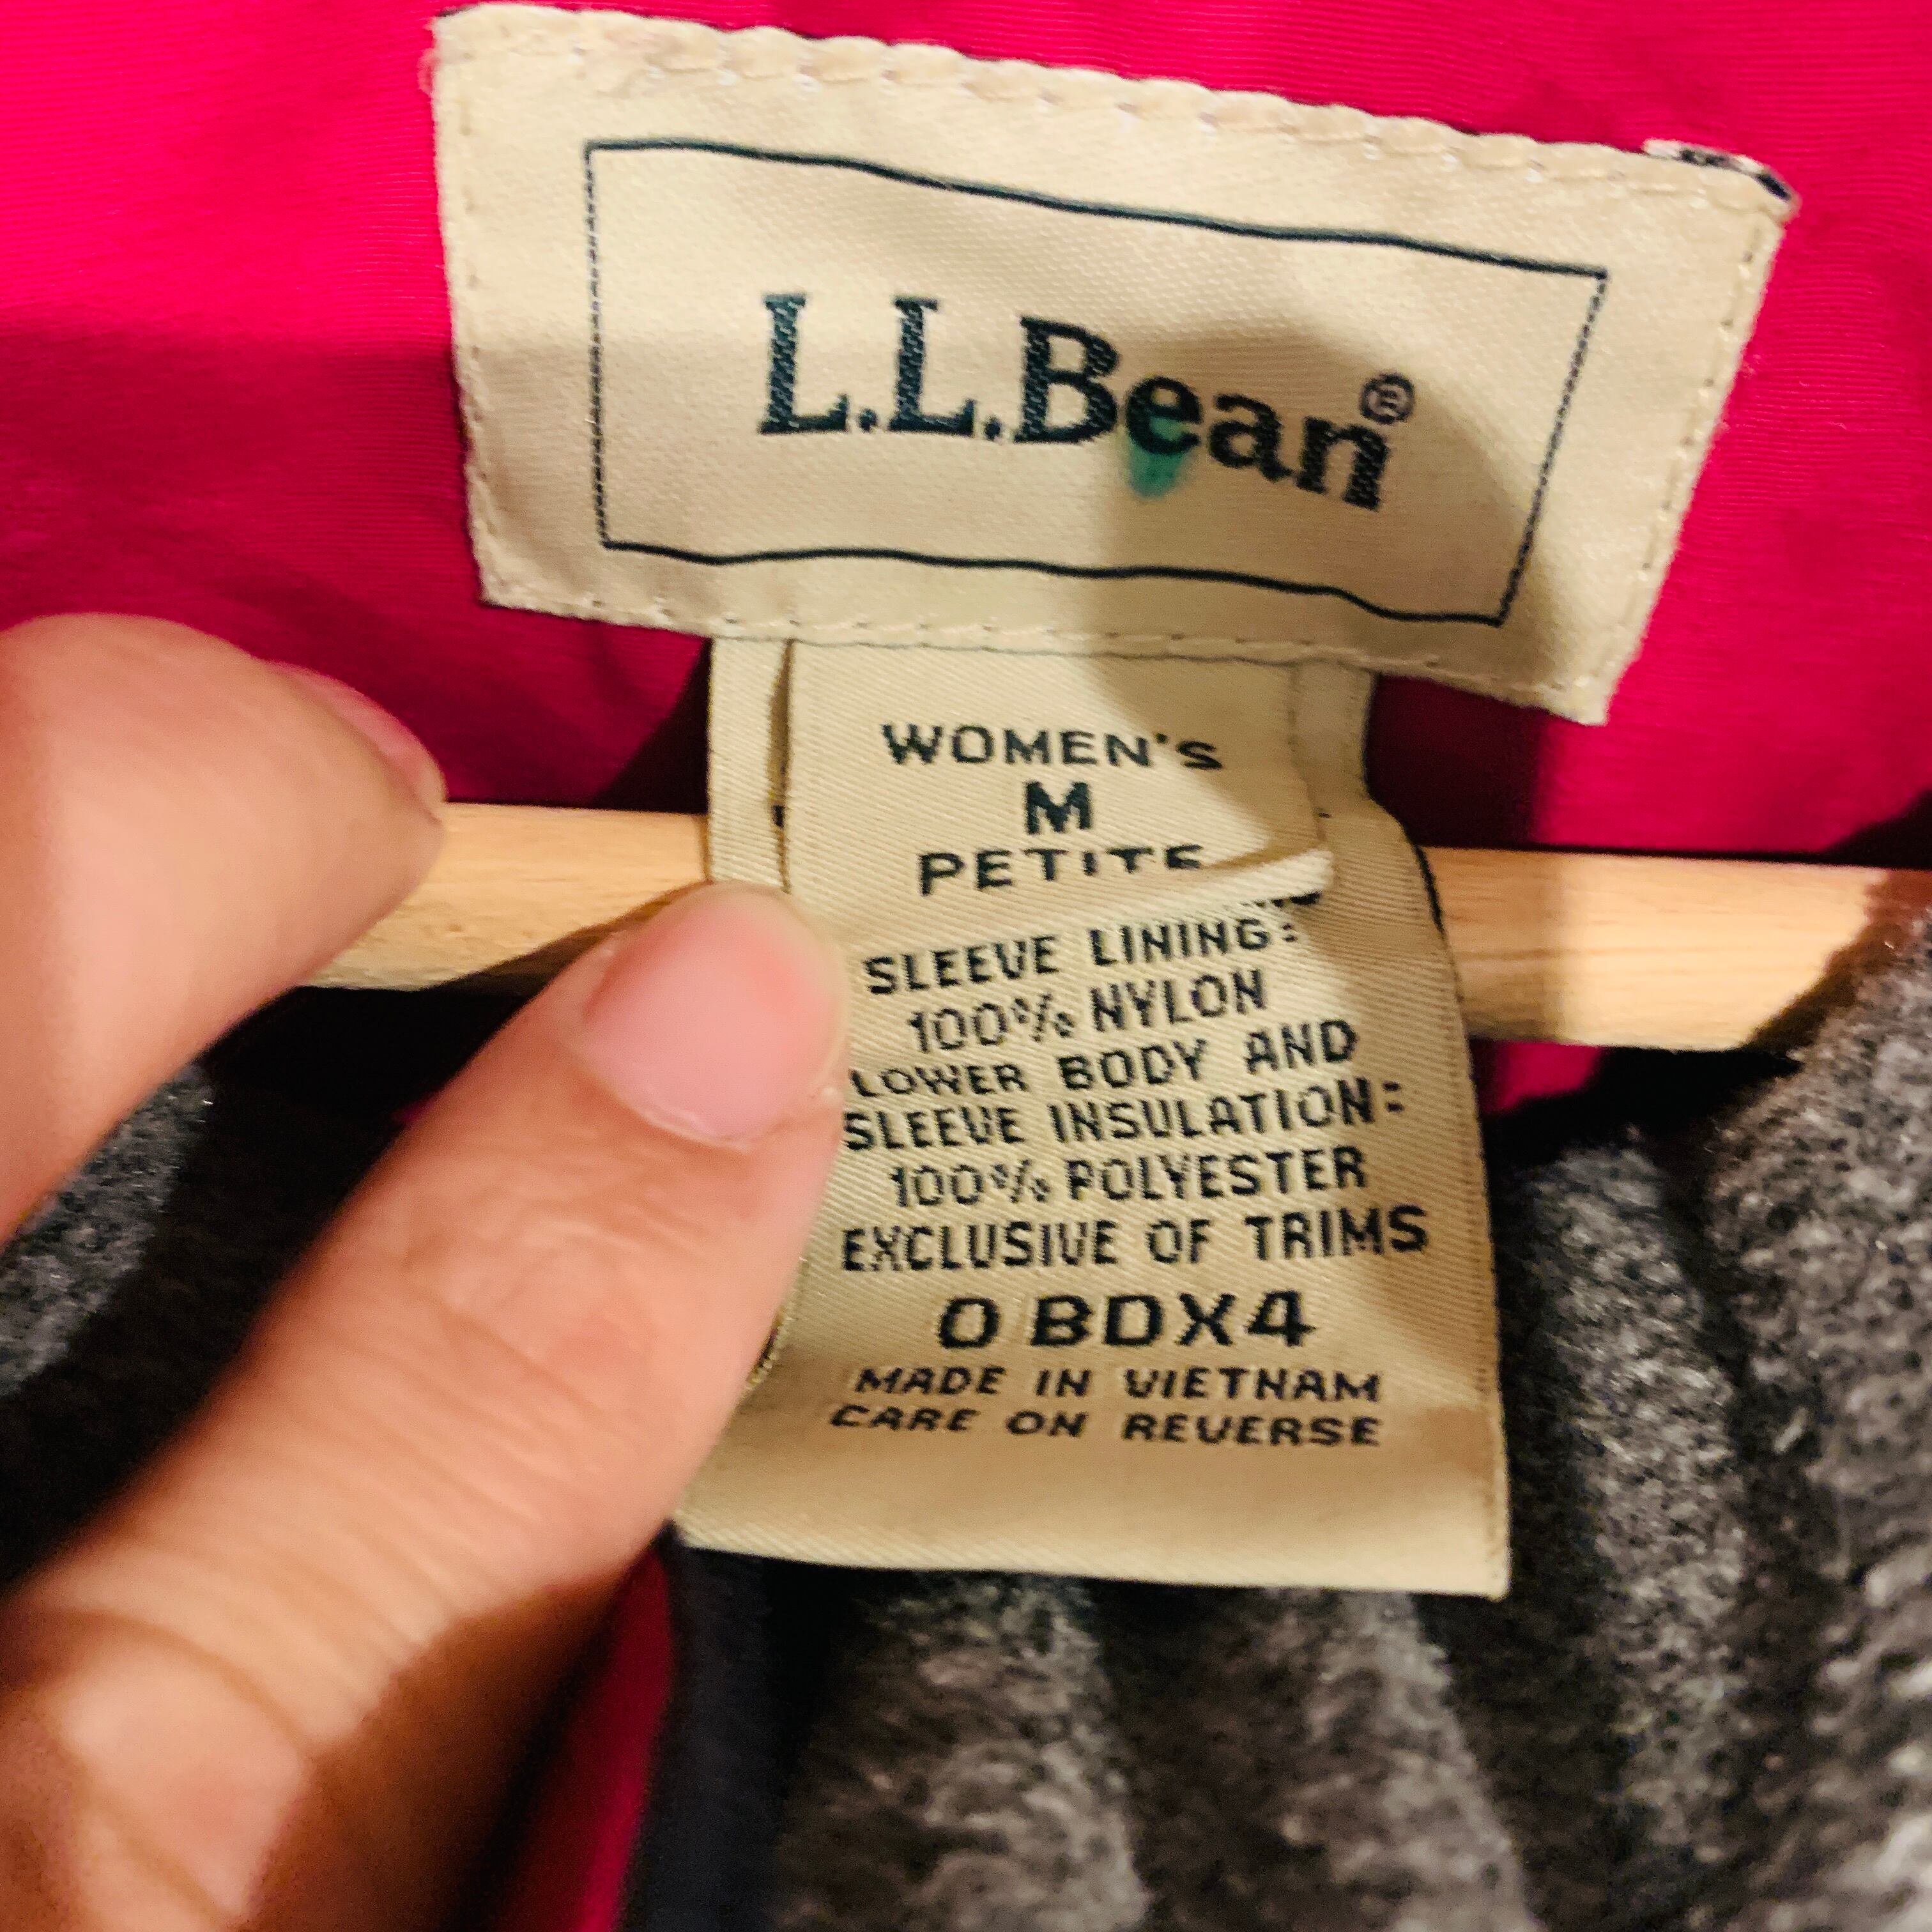 L.L.Bean®
WOMEN'S
M
PETITE
SLEEVE LINING:
100% NYLON
LOWER BODY AND
SLEEVE INSULATION:
100% POLYESTER
EXCLUSIVE OF TRIMS
0 BDX4
MADE IN VIETNAM
CARE ON REVERSE